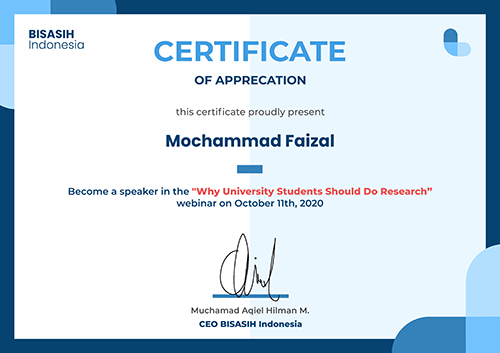 BISASIH
Indonesia
CERTIFICATE
OF APPRECATION
this certificate proudly present
Mochammad Faizal
Become a speaker in the "Why University Students Should Do Research”
webinar on October 11th, 2020
Muchamad Aqiel Hilman M.
CEO BISASIH Indonesia